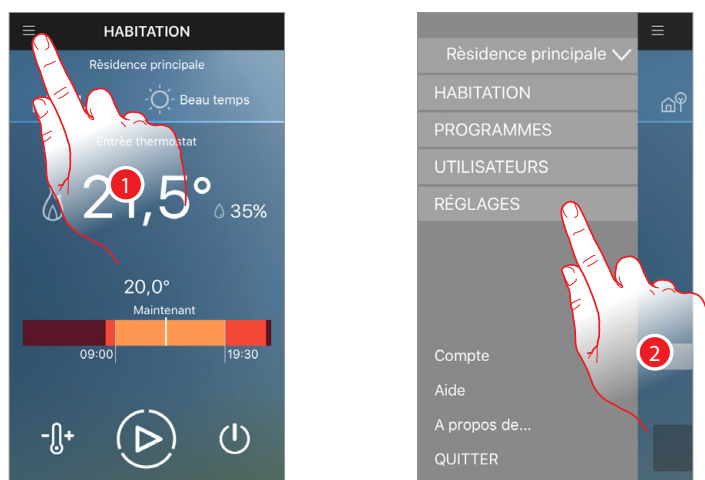 HABITATION
Rèsidence principale
Beau temps
Entrèe thermostat
21,5°
35%
1
20,0°
Maintenant
09:00
19:30
Rèsidence principale
HABITATION
PROGRAMMES
UTILISATEURS
RÉGLAGES
2
Compte
Aide
A propos de...
QUITTER